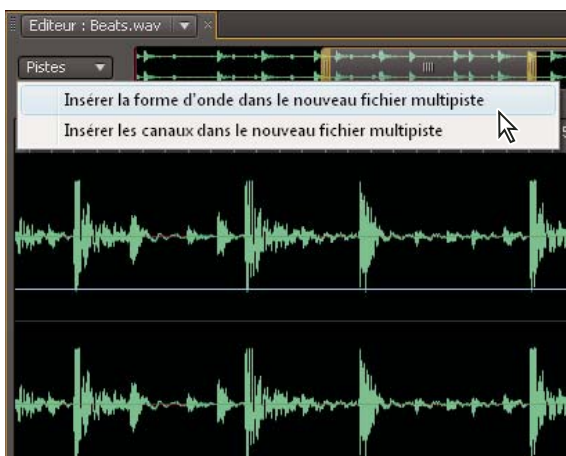 Editeur : Beats.wav
Pistes
Insérer la forme d'onde dans le nouveau fichier multipiste
Insérer les canaux dans le nouveau fichier multipiste